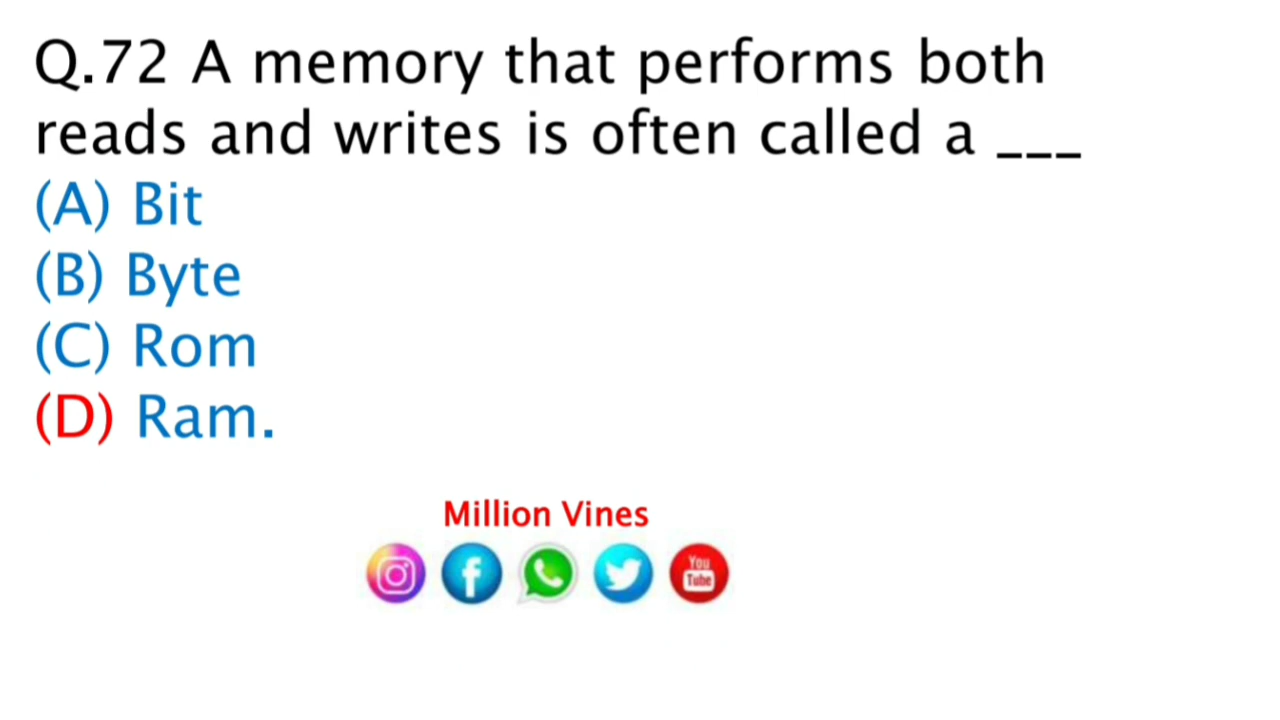 Q.72 A memory that performs both
reads and writes is often called a ___
(A) Bit
(B) Byte
(C) Rom
(D) Ram.
Million Vines
You
Tube